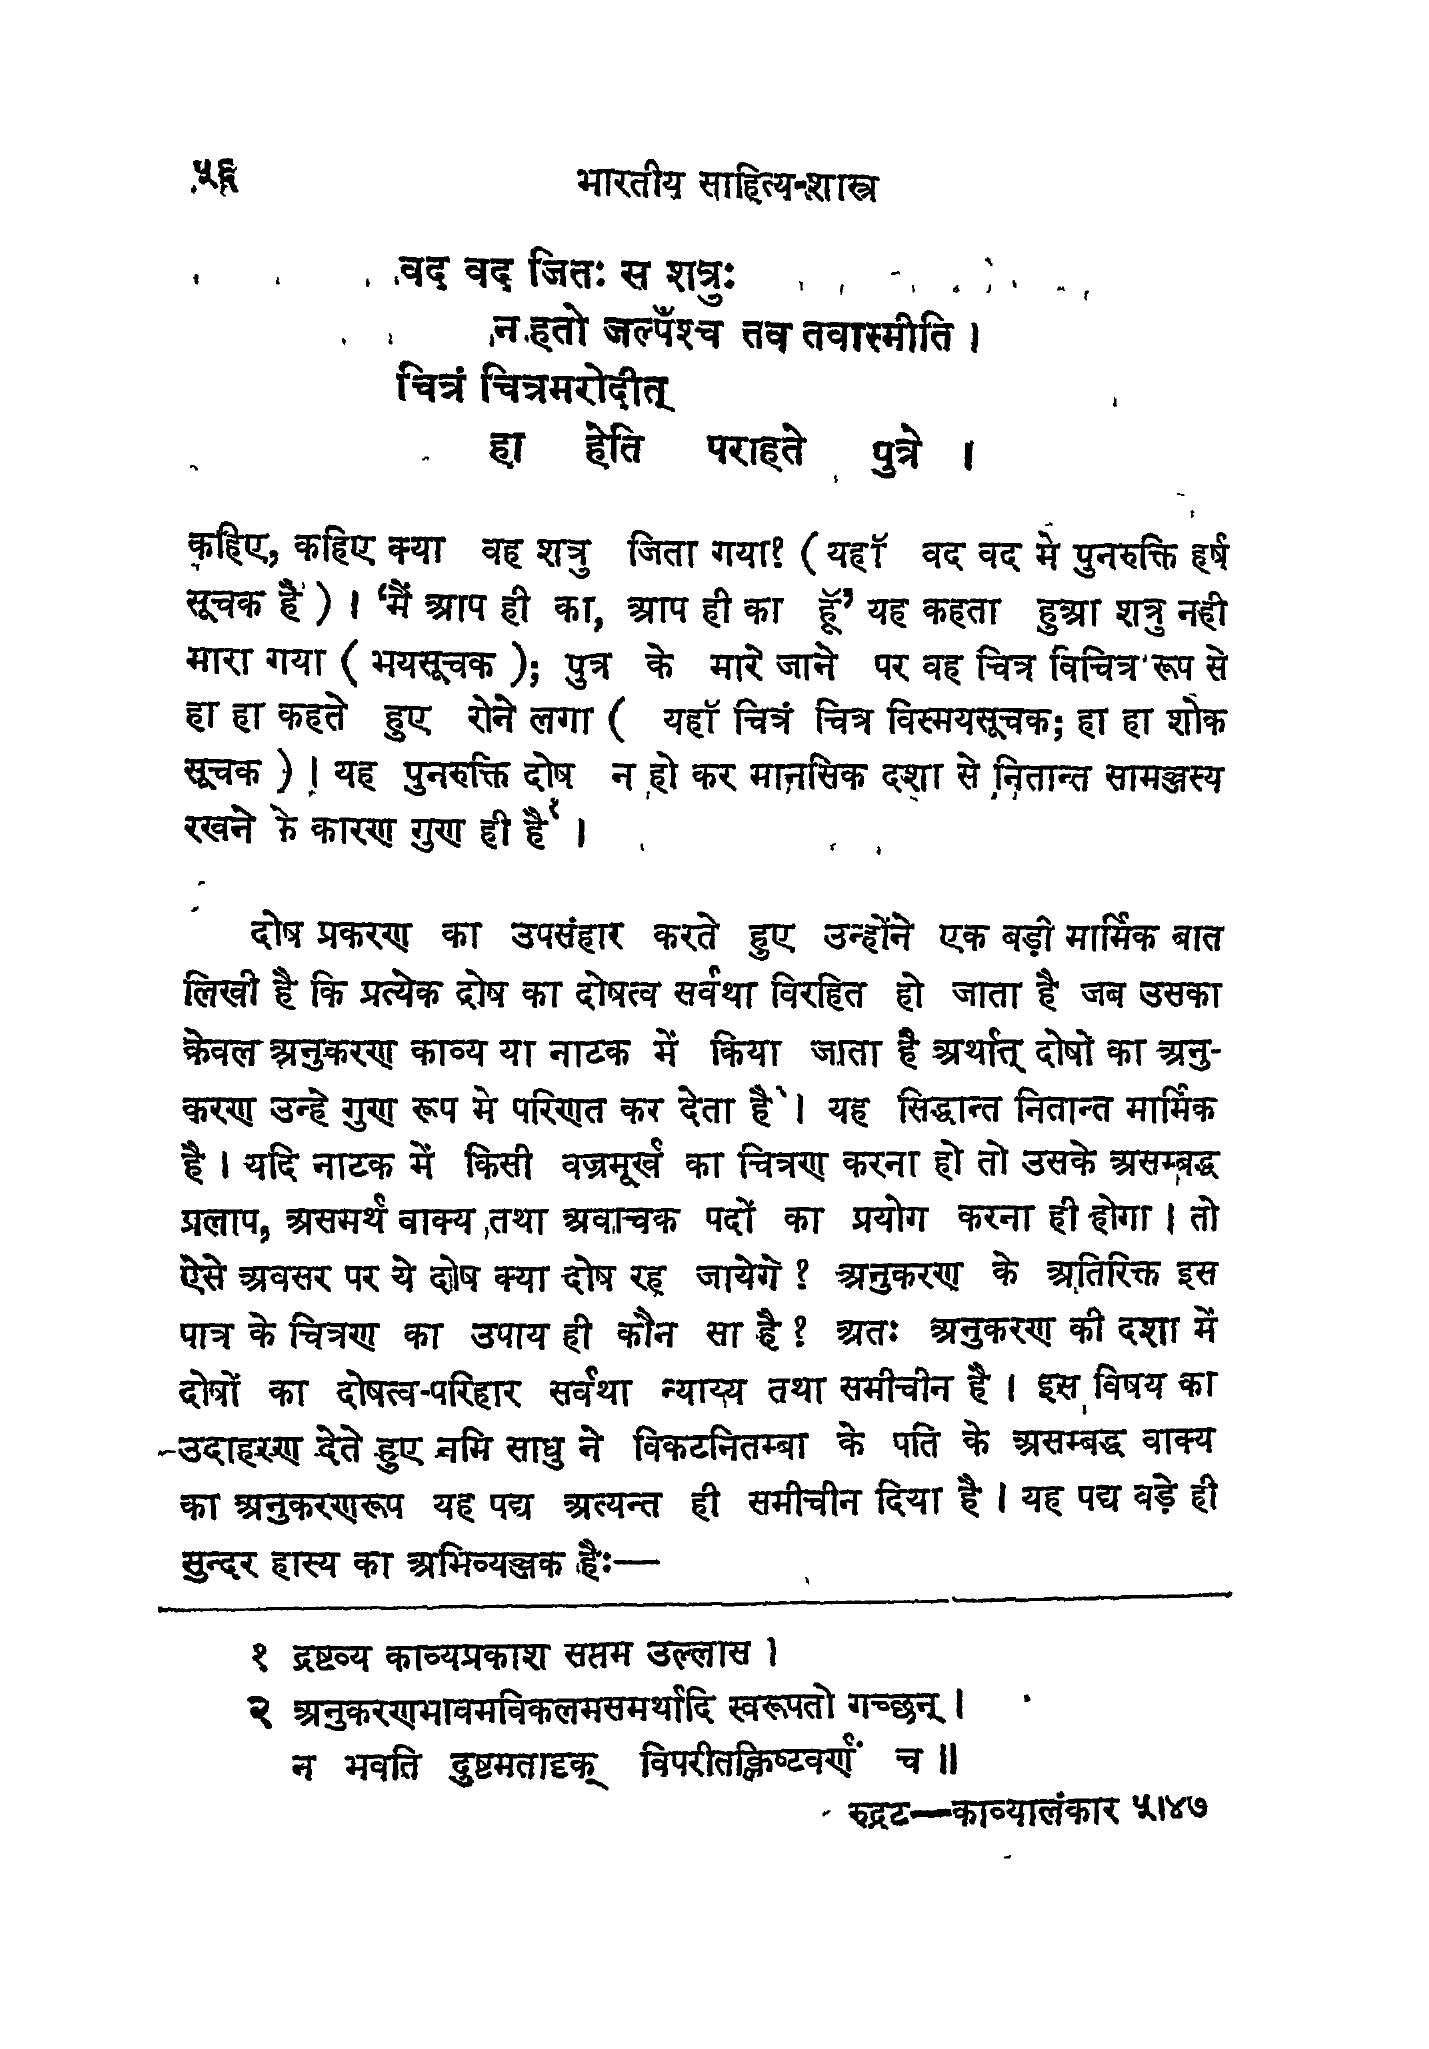 ५६
भारतीय साहित्य-शास्त्र
वद वद जितः स शत्रुः
न हतो जल्पँश्च तव तवास्मीति ।
चित्रं चित्रमरोदीत्
हा हेति पराहते पुत्रे ।
कहिए, कहिए क्या वह शत्रु जिता गया? ( यहाॅ वद वद मे पुनरुक्ति हर्ष
सूचक है ) । ‘मैं आप ही का, आप ही का हूॅ’ यह कहता हुआ शत्रु नही
मारा गया ( भयसूचक ); पुत्र के मारे जाने पर वह चित्र विचित्र रूप से
हा हा कहते हुए रोने लगा ( यहाॅ चित्रं चित्र विस्मयसूचक; हा हा शोक
सूचक ) । यह पुनरुक्ति दोष न हो कर मानसिक दशा से नितान्त सामञ्जस्य
रखने के कारण गुण ही है१ ।
दोष प्रकरण का उपसंहार करते हुए उन्होंने एक बड़ी मार्मिक बात
लिखी है कि प्रत्येक दोष का दोषत्व सर्वथा विरहित हो जाता है जब उसका
केवल अनुकरण काव्य या नाटक में किया जाता है अर्थात् दोषो का अनु-
करण उन्हे गुण रूप मे परिणत कर देता है । यह सिद्धान्त नितान्त मार्मिक
है । यदि नाटक में किसी वज्रमूर्ख का चित्रण करना हो तो उसके असम्बद्ध
प्रलाप, असमर्थ वाक्य तथा अवाचक पदों का प्रयोग करना ही होगा । तो
ऐसे अवसर पर ये दोष क्या दोष रह जायेगे ? अनुकरण के अतिरिक्त इस
पात्र के चित्रण का उपाय ही कौन सा है ? अतः अनुकरण की दशा में
दोषों का दोषत्व-परिहार सर्वथा न्याय्य तथा समीचीन है । इस विषय का
उदाहरण देते हुए नमि साधु ने विकटनितम्बा के पति के असम्बद्ध वाक्य
का अनुकरणरूप यह पद्य अत्यन्त ही समीचीन दिया है । यह पद्य बड़े ही
सुन्दर हास्य का अभिव्यञ्जक हैः—
१ द्रष्टव्य काव्यप्रकाश सप्तम उल्लास ।
२ अनुकरणभावमविकलमसमर्थादि स्वरूपतो गच्छन् ।
न भवति दुष्टमतादृक् विपरीतक्लिष्टवर्णं च ॥
रुद्रट—काव्यालंकार ५।४७